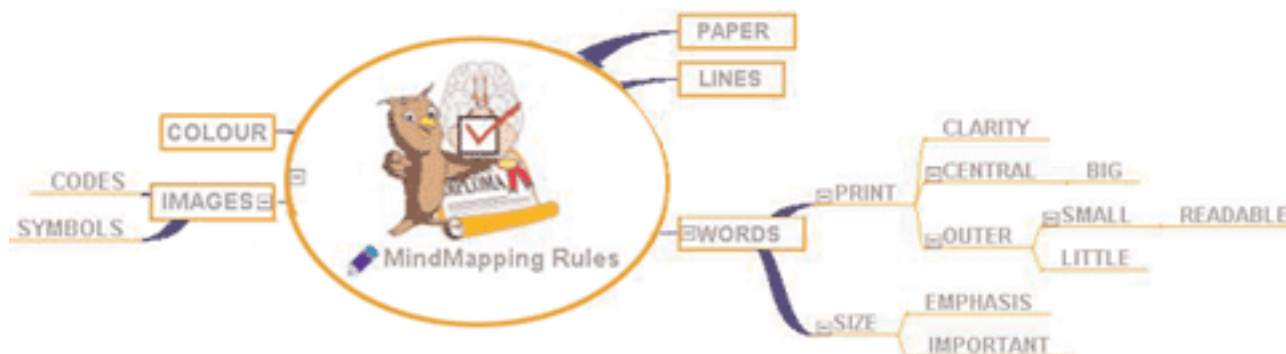 PAPER
LINES
COLOUR
CODES
IMAGES
SYMBOLS
DIPLOMA
MindMapping Rules
WORDS
PRINT
CLARITY
CENTRAL
BIG
OUTER
SMALL
READABLE
LITTLE
SIZE
EMPHASIS
IMPORTANT